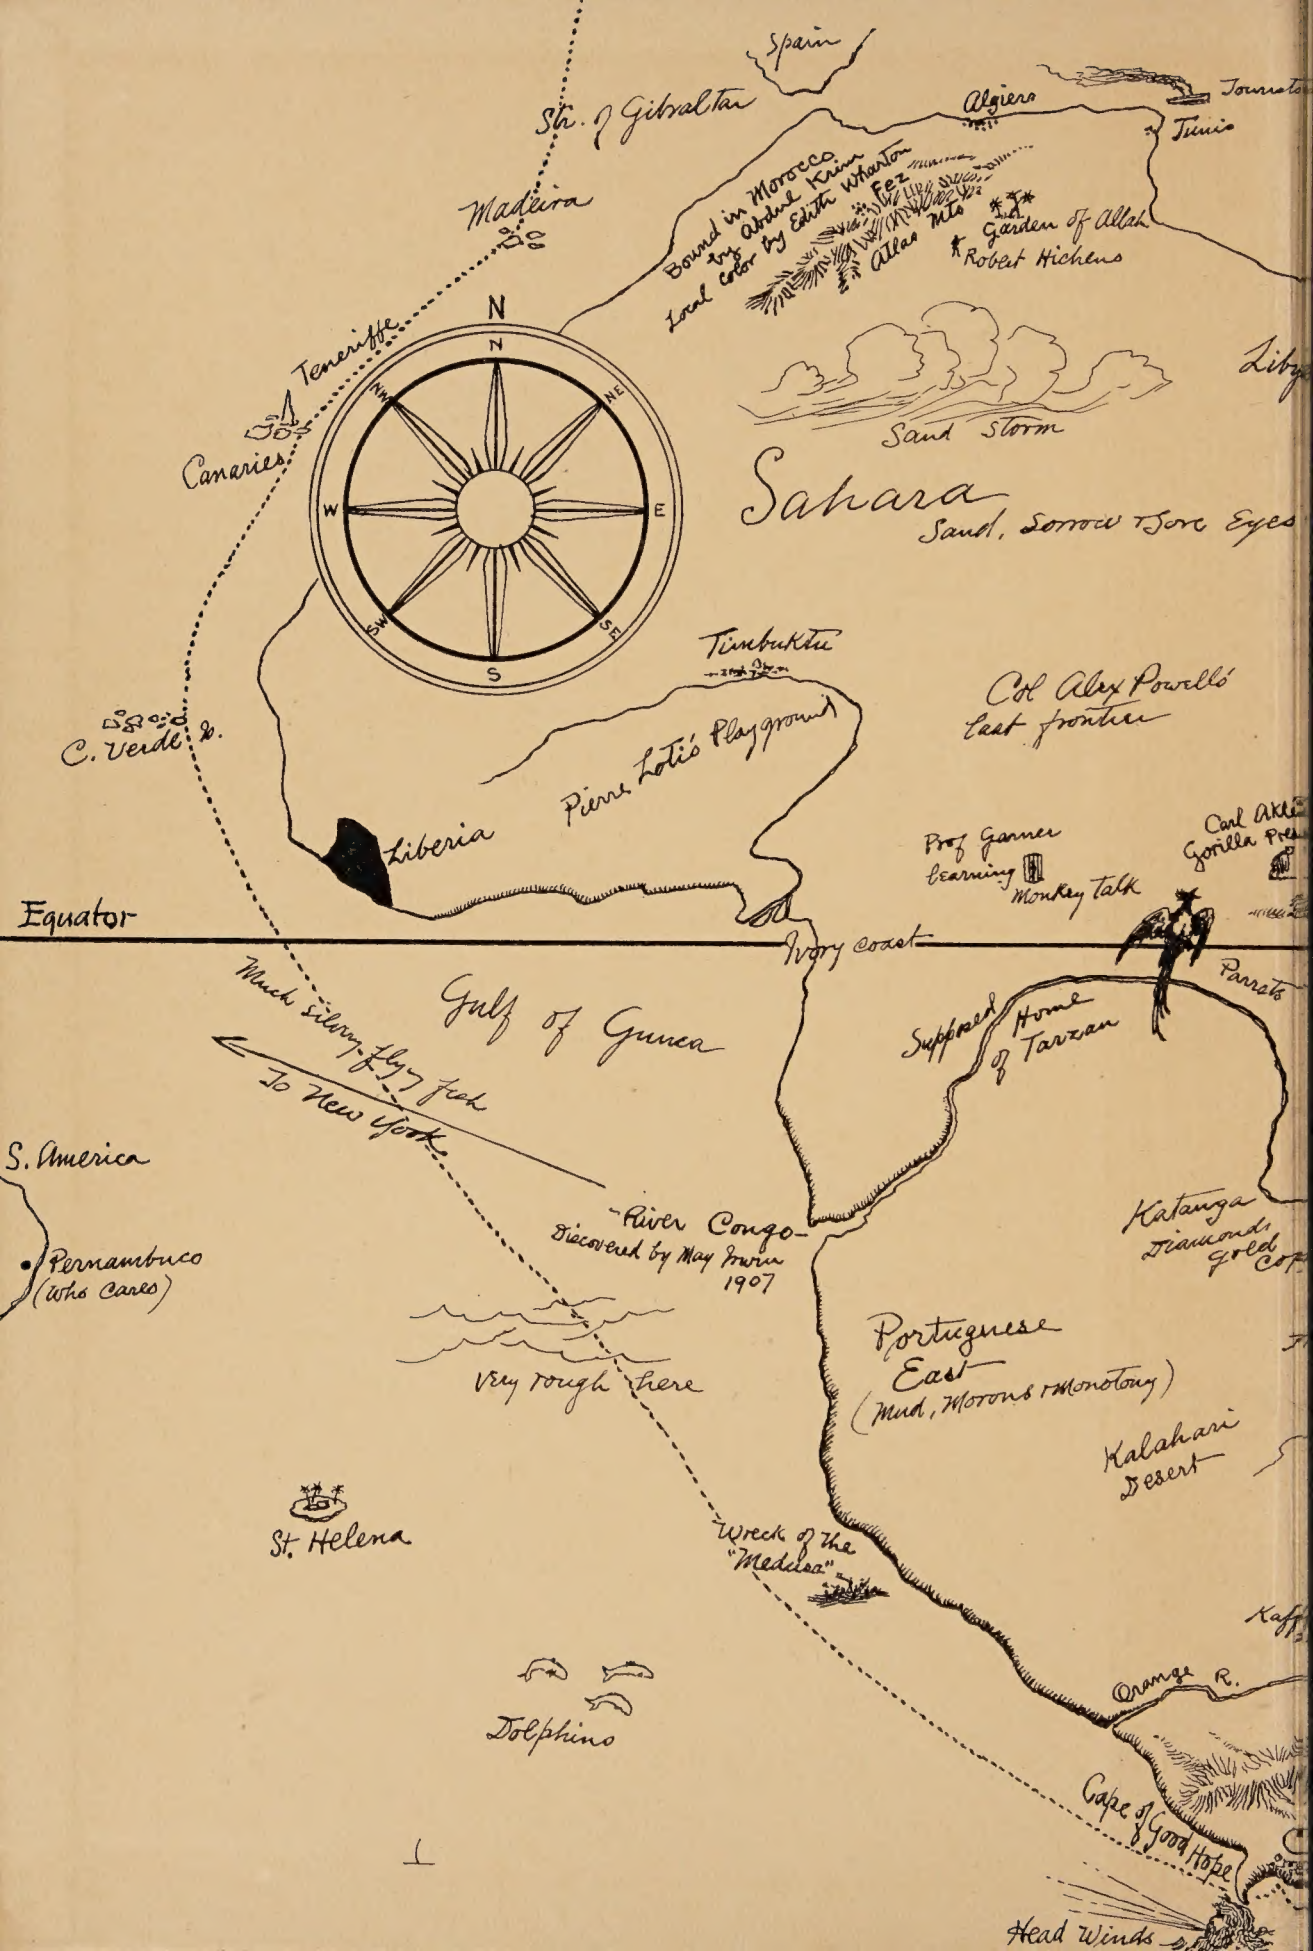 Spain
Str. of Gibraltar
Algiers
Tunis
Madeira
Bound in Morocco
by Abdul Krim
Local color by Edith Wharton
Fez
Atlas Mts
Garden of Allah
Robert Hichens
N
N
NE
E
SE
S
SW
W
NW
Teneriffe
Canaries
Sand Storm
Sahara
Sand, Sorrow & Sore Eyes
Timbuktu
Pierre Loti's Playground
Col Alex Powell's
last frontier
C. Verde Is.
Liberia
Prof Garner
learning
Monkey Talk
Carl
Gorilla
Equator
Ivory coast
Parrots
Much silvery flying fish
To New York
Gulf of Gunea
Supposed Home
of Tarzan
S. America
Pernambuco
(Who Cares)
River Congo
Discovered by May Irwin
1907
Katanga
Diamonds
Gold
very rough here
Portuguese
East
(Mud, Morons & Monotony)
Kalahari
Desert
St. Helena
Wreck of the
"Medusa"
Dolphins
Orange R.
Cape of Good Hope
Head Winds